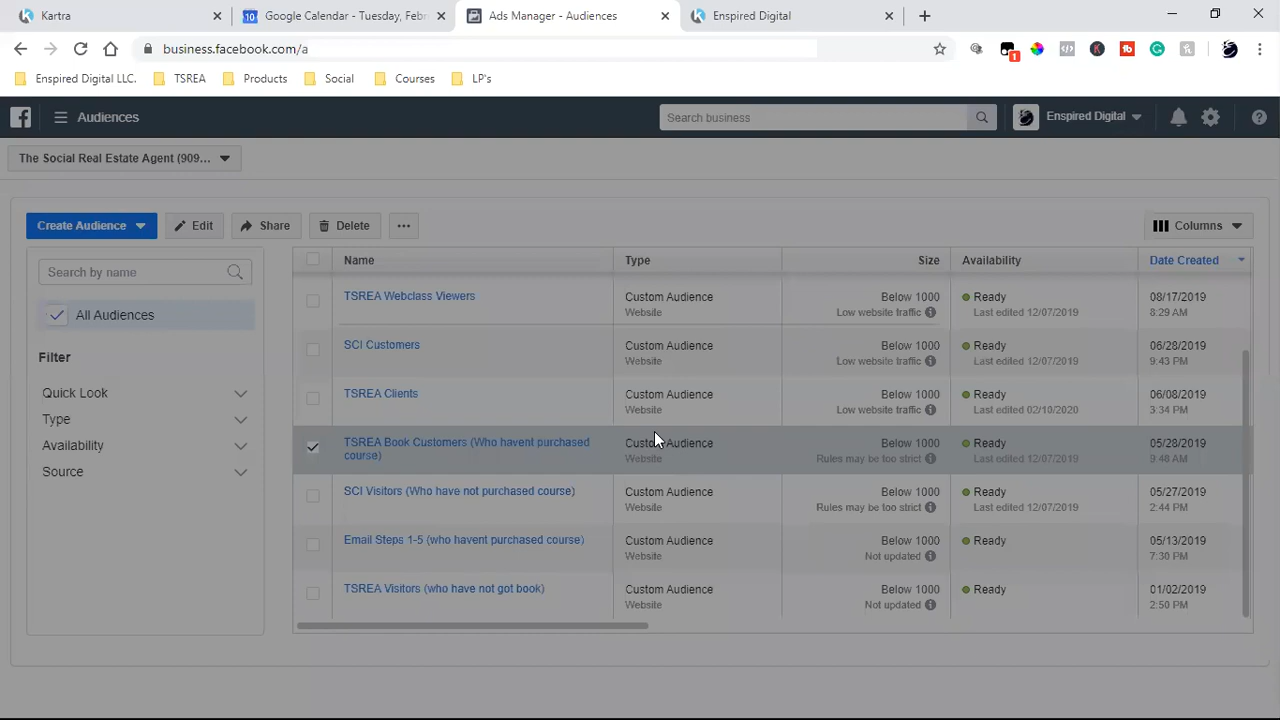 Kartra
Google Calendar - Tuesday, Febr
Ads Manager - Audiences
Enspired Digital
business.facebook.com/a
1
Enspired Digital LLC.
TSREA
Products
Social
Courses
LP's
Audiences
Search business
Enspired Digital
The Social Real Estate Agent (909...
Create Audience
Edit
Share
Delete
Columns
Search by name
All Audiences
Filter
Quick Look
Type
Availability
Source
Name Type Size Availability Date Created
TSREA Webclass Viewers Custom Audience Below 1000 Ready 08/17/2019
Website Low website traffic Last edited 12/07/2019 8:29 AM
SCI Customers Custom Audience Below 1000 Ready 06/28/2019
Website Low website traffic Last edited 12/07/2019 9:43 PM
TSREA Clients Custom Audience Below 1000 Ready 06/08/2019
Website Low website traffic Last edited 02/10/2020 3:34 PM
TSREA Book Customers (Who havent purchased Custom Audience Below 1000 Ready 05/28/2019
course) Website Rules may be too strict Last edited 12/07/2019 9:48 AM
SCI Visitors (Who have not purchased course) Custom Audience Below 1000 Ready 05/27/2019
Website Rules may be too strict Last edited 12/07/2019 2:44 PM
Email Steps 1-5 (who havent purchased course) Custom Audience Below 1000 Ready 05/13/2019
Website Not updated 7:30 PM
TSREA Visitors (who have not got book) Custom Audience Below 1000 Ready 01/02/2019
Website Not updated 2:50 PM